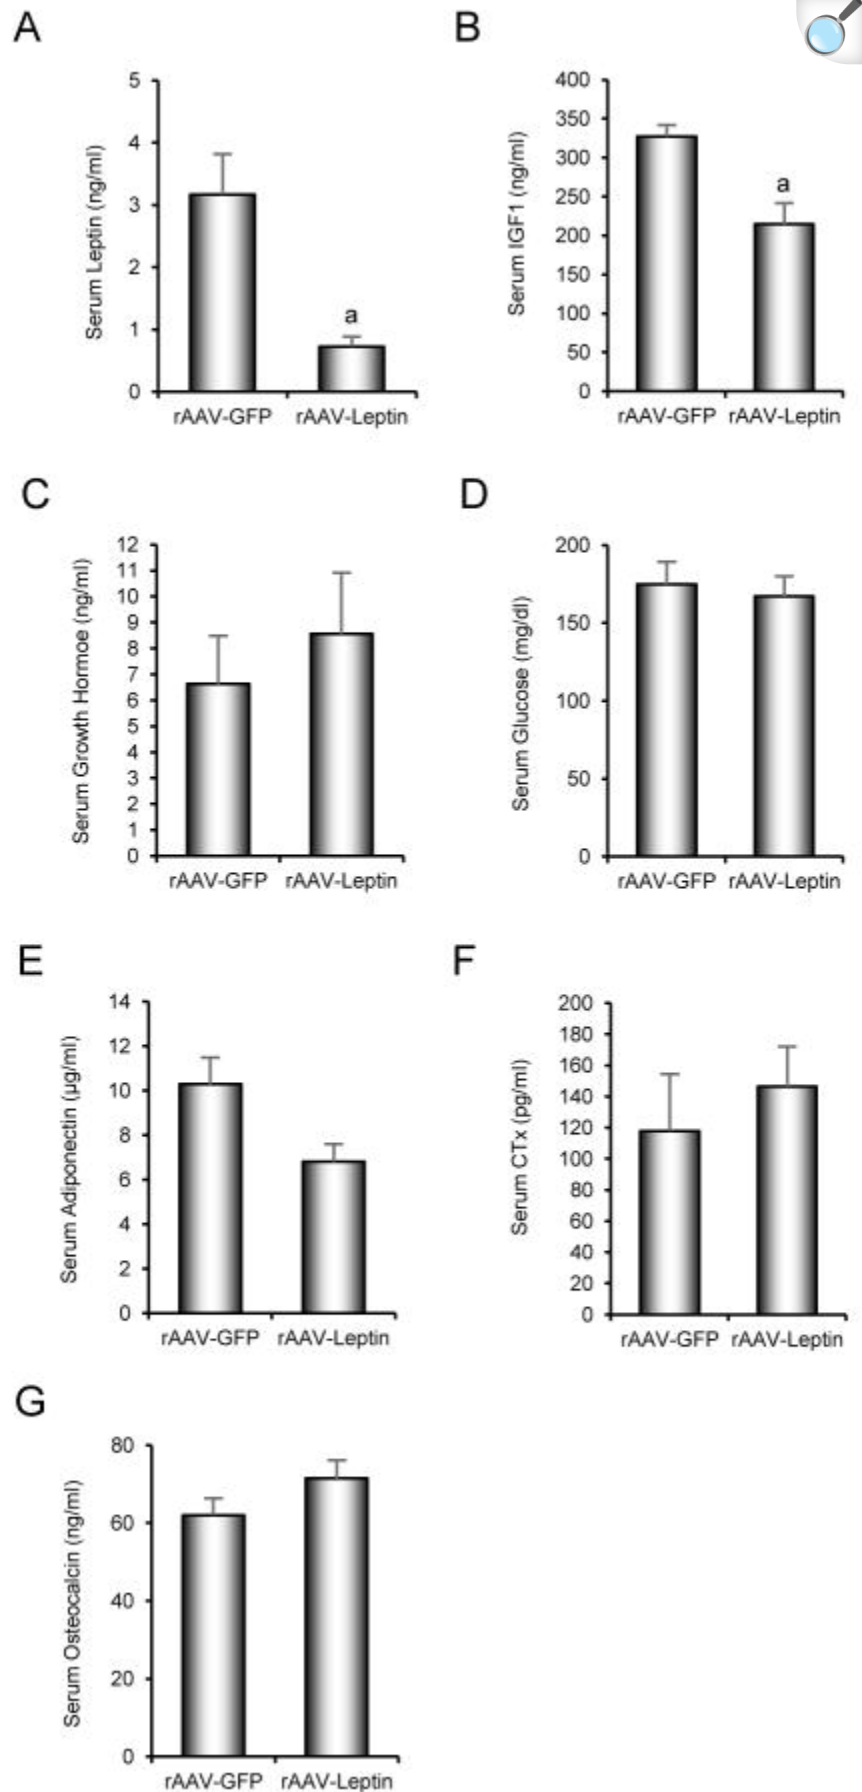 A
Serum Leptin (ng/ml)
5
4
3
2
1
0
a
rAAV-GFP rAAV-Leptin
B
Serum IGF1 (ng/ml)
400
350
300
250
200
150
100
50
0
a
rAAV-GFP rAAV-Leptin
C
Serum Growth Hormoe (ng/ml)
12
11
10
9
8
7
6
5
4
3
2
1
0
rAAV-GFP rAAV-Leptin
D
Serum Glucose (mg/dl)
200
150
100
50
0
rAAV-GFP rAAV-Leptin
E
Serum Adiponectin (µg/ml)
14
12
10
8
6
4
2
0
rAAV-GFP rAAV-Leptin
F
Serum CTx (pg/ml)
200
180
160
140
120
100
80
60
40
20
0
rAAV-GFP rAAV-Leptin
G
Serum Osteocalcin (ng/ml)
80
60
40
20
0
rAAV-GFP rAAV-Leptin